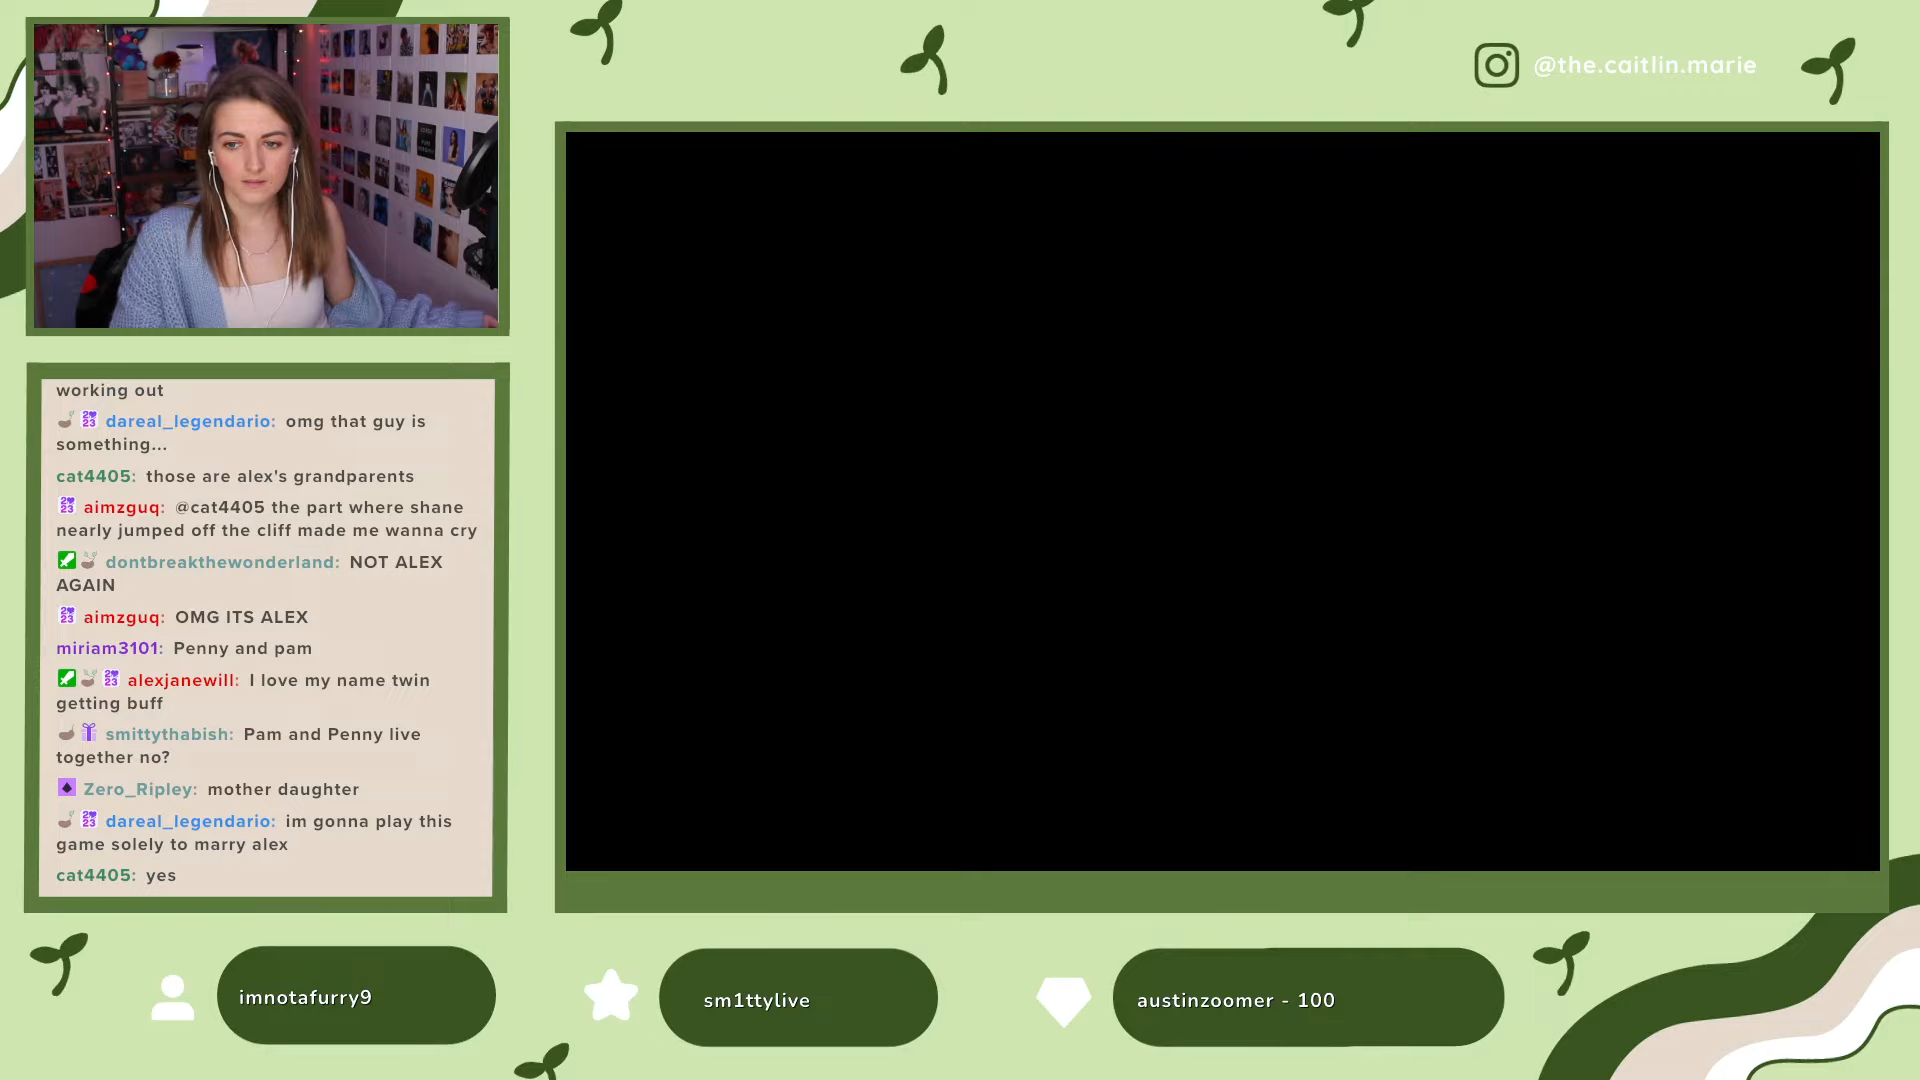 @the.caitlin.marie
working out
dareal_legendario: omg that guy is
something...
cat4405: those are alex's grandparents
aimzguq: @cat4405 the part where shane
nearly jumped off the cliff made me wanna cry
dontbreakthewonderland: NOT ALEX
AGAIN
aimzguq: OMG ITS ALEX
miriam3101: Penny and pam
alexjanewill: I love my name twin
getting buff
smittythabish: Pam and Penny live
together no?
Zero_Ripley: mother daughter
dareal_legendario: im gonna play this
game solely to marry alex
cat4405: yes
imnotafurry9
sm1ttylive
austinzoomer - 100